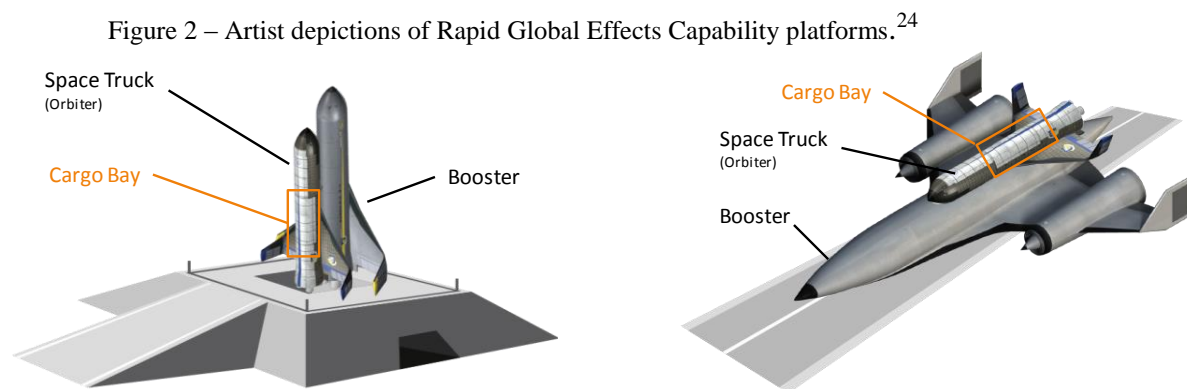 Figure 2 – Artist depictions of Rapid Global Effects Capability platforms.24
Space Truck
(Orbiter)
Cargo Bay
Booster
Cargo Bay
Space Truck
(Orbiter)
Booster